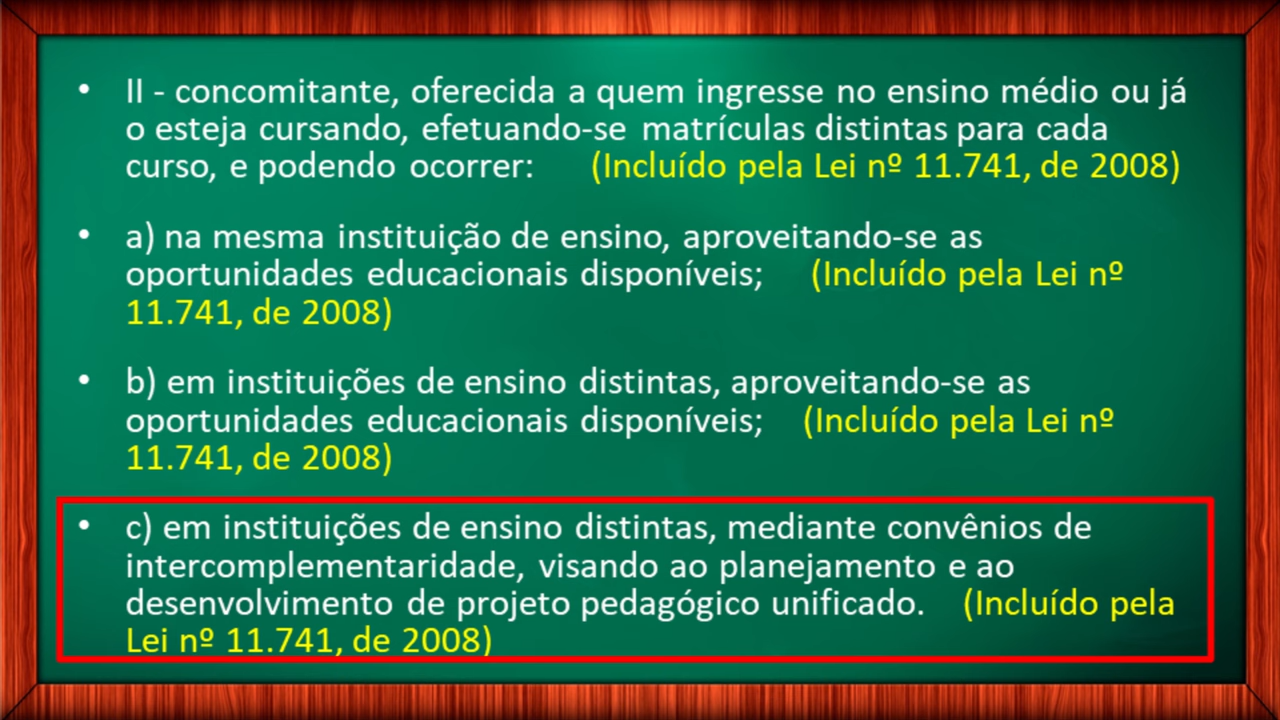 • II - concomitante, oferecida a quem ingresse no ensino médio ou já
o esteja cursando, efetuando-se matrículas distintas para cada
curso, e podendo ocorrer: (Incluído pela Lei nº 11.741, de 2008)
• a) na mesma instituição de ensino, aproveitando-se as
oportunidades educacionais disponíveis; (Incluído pela Lei nº
11.741, de 2008)
• b) em instituições de ensino distintas, aproveitando-se as
oportunidades educacionais disponíveis; (Incluído pela Lei nº
11.741, de 2008)
• c) em instituições de ensino distintas, mediante convênios de
intercomplementaridade, visando ao planejamento e ao
desenvolvimento de projeto pedagógico unificado. (Incluído pela
Lei nº 11.741, de 2008)